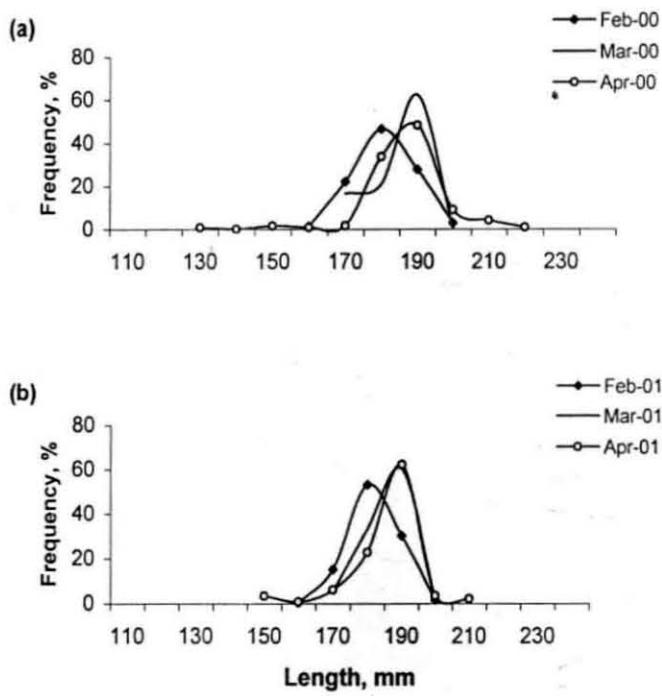 (a)
Feb-00
Mar-00
Apr-00
Frequency, %
80
60
40
20
0
110 130 150 170 190 210 230
(b)
Feb-01
Mar-01
Apr-01
Frequency, %
80
60
40
20
0
110 130 150 170 190 210 230
Length, mm